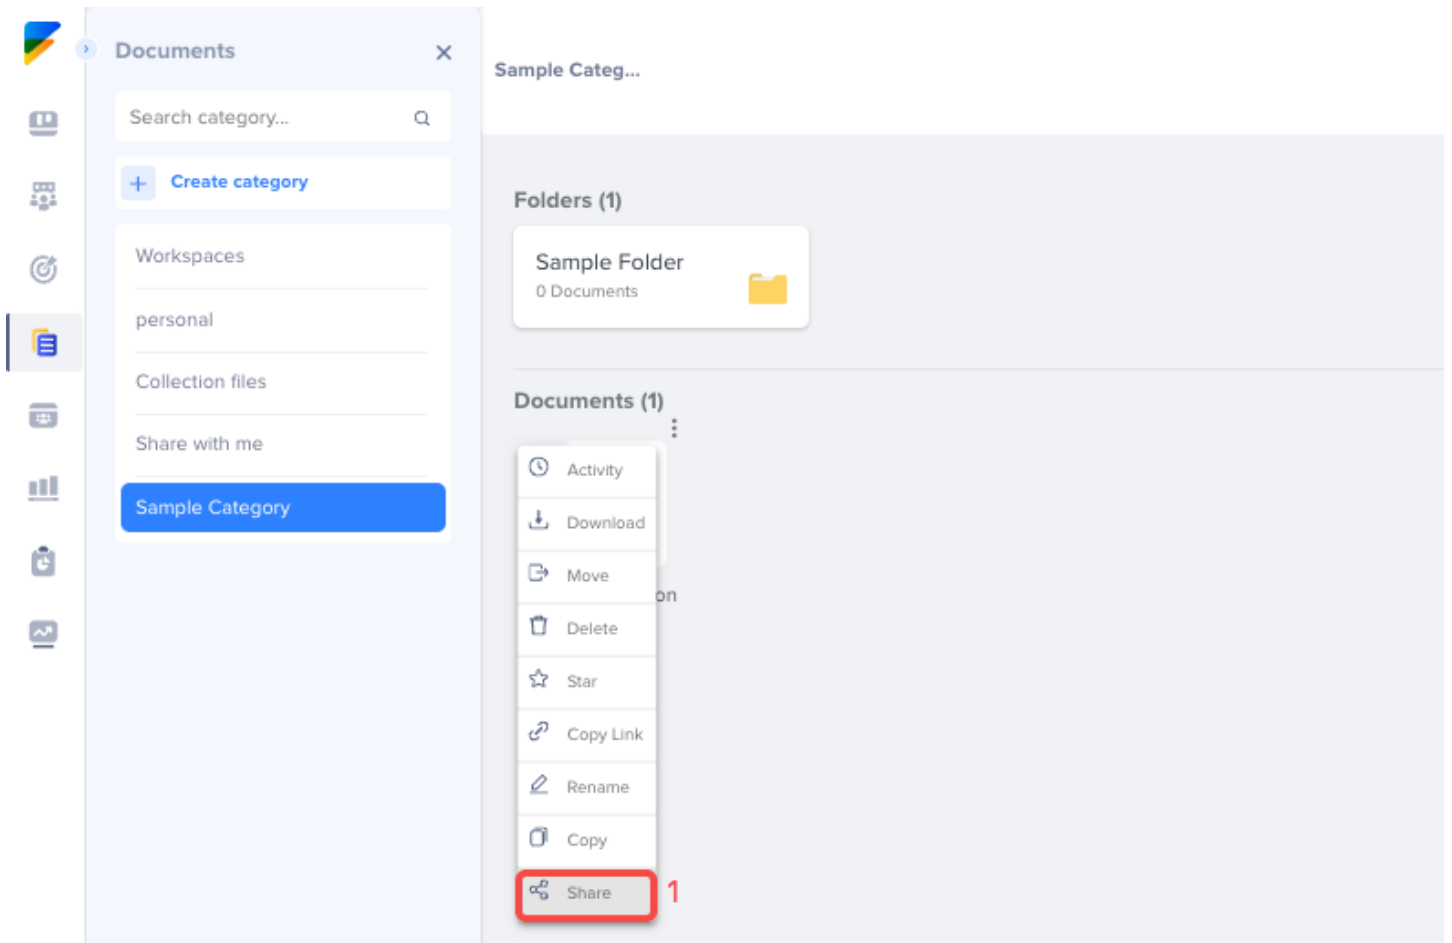 Documents
Search category...
Create category
Workspaces
personal
Collection files
Share with me
Sample Category
Sample Categ...
Folders (1)
Sample Folder
0 Documents
Documents (1)
Activity
Download
Move
on
Delete
Star
Copy Link
Rename
Copy
Share 1